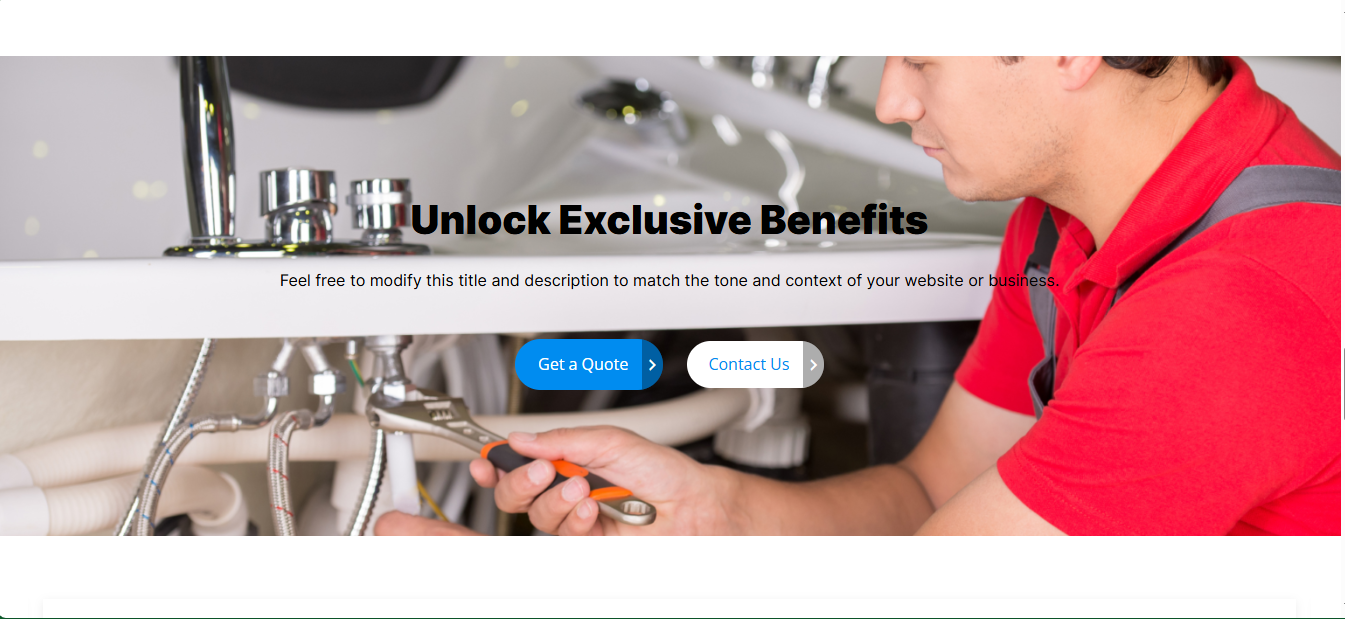 Unlock Exclusive Benefits
Feel free to modify this title and description to match the tone and context of your website or business.
Get a Quote
Contact Us